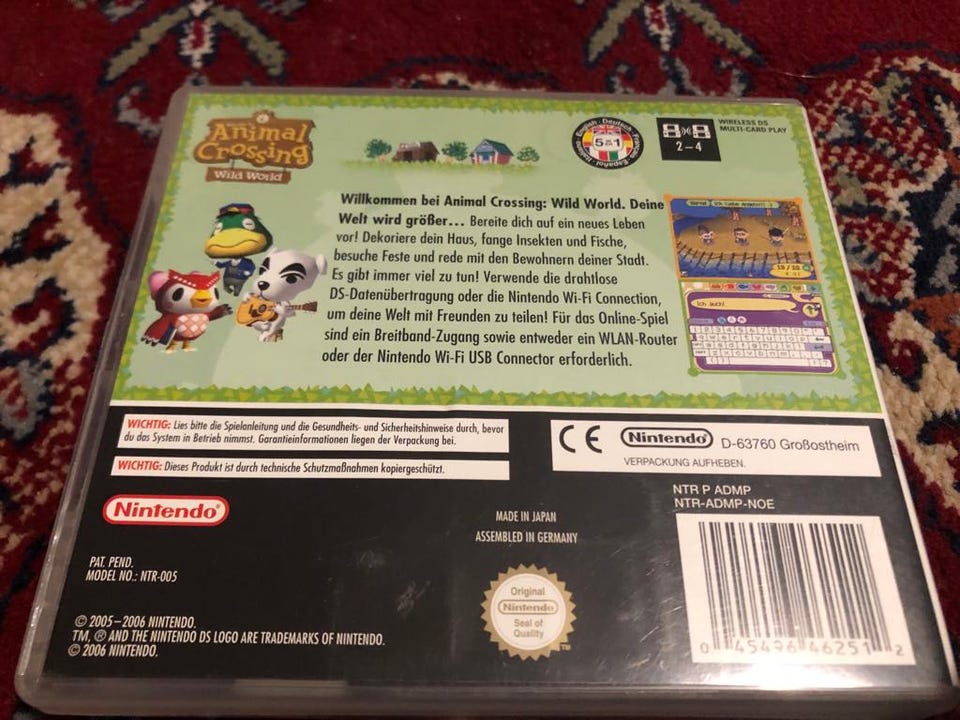 Animal
Crossing
Wild World
English · Deutsch · Français · Español · Italiano
5 in 1
2–4
WIRELESS DS
MULTI-CARD PLAY
Willkommen bei Animal Crossing: Wild World. Deine
Welt wird größer... Bereite dich auf ein neues Leben
vor! Dekoriere dein Haus, fange Insekten und Fische,
besuche Feste und rede mit den Bewohnern deiner Stadt.
Es gibt immer viel zu tun! Verwende die drahtlose
DS-Datenübertragung oder die Nintendo Wi-Fi Connection,
um deine Welt mit Freunden zu teilen! Für das Online-Spiel
sind ein Breitband-Zugang sowie entweder ein WLAN-Router
oder der Nintendo Wi-Fi USB Connector erforderlich.
Ich auch!
WICHTIG: Lies bitte die Spielanleitung und die Gesundheits- und Sicherheitshinweise durch, bevor
du das System in Betrieb nimmst. Garantieinformationen liegen der Verpackung bei.
WICHTIG: Dieses Produkt ist durch technische Schutzmaßnahmen kopiergeschützt.
CE Nintendo D-63760 Großostheim
VERPACKUNG AUFHEBEN.
Nintendo
MADE IN JAPAN
ASSEMBLED IN GERMANY
NTR P ADMP
NTR-ADMP-NOE
PAT. PEND.
MODEL NO.: NTR-005
Original
Nintendo
Seal of
Quality
TM
© 2005–2006 NINTENDO.
TM, ® AND THE NINTENDO DS LOGO ARE TRADEMARKS OF NINTENDO.
© 2006 NINTENDO.
0 45496 46251 2